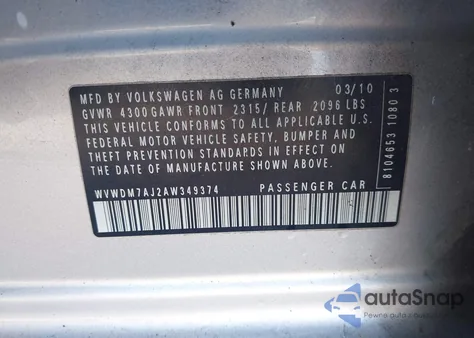 MFD BY VOLKSWAGEN AG GERMANY 03/10
GVWR 4300 GAWR FRONT 2315/ REAR 2096 LBS
THIS VEHICLE CONFORMS TO ALL APPLICABLE U.S.
FEDERAL MOTOR VEHICLE SAFETY, BUMPER AND
THEFT PREVENTION STANDARDS IN EFFECT ON
THE DATE OF MANUFACTURE SHOWN ABOVE.
WVWDM7AJ2AW349374 PASSENGER CAR
8104653 1080 3
autoSnap
Pewne auta z